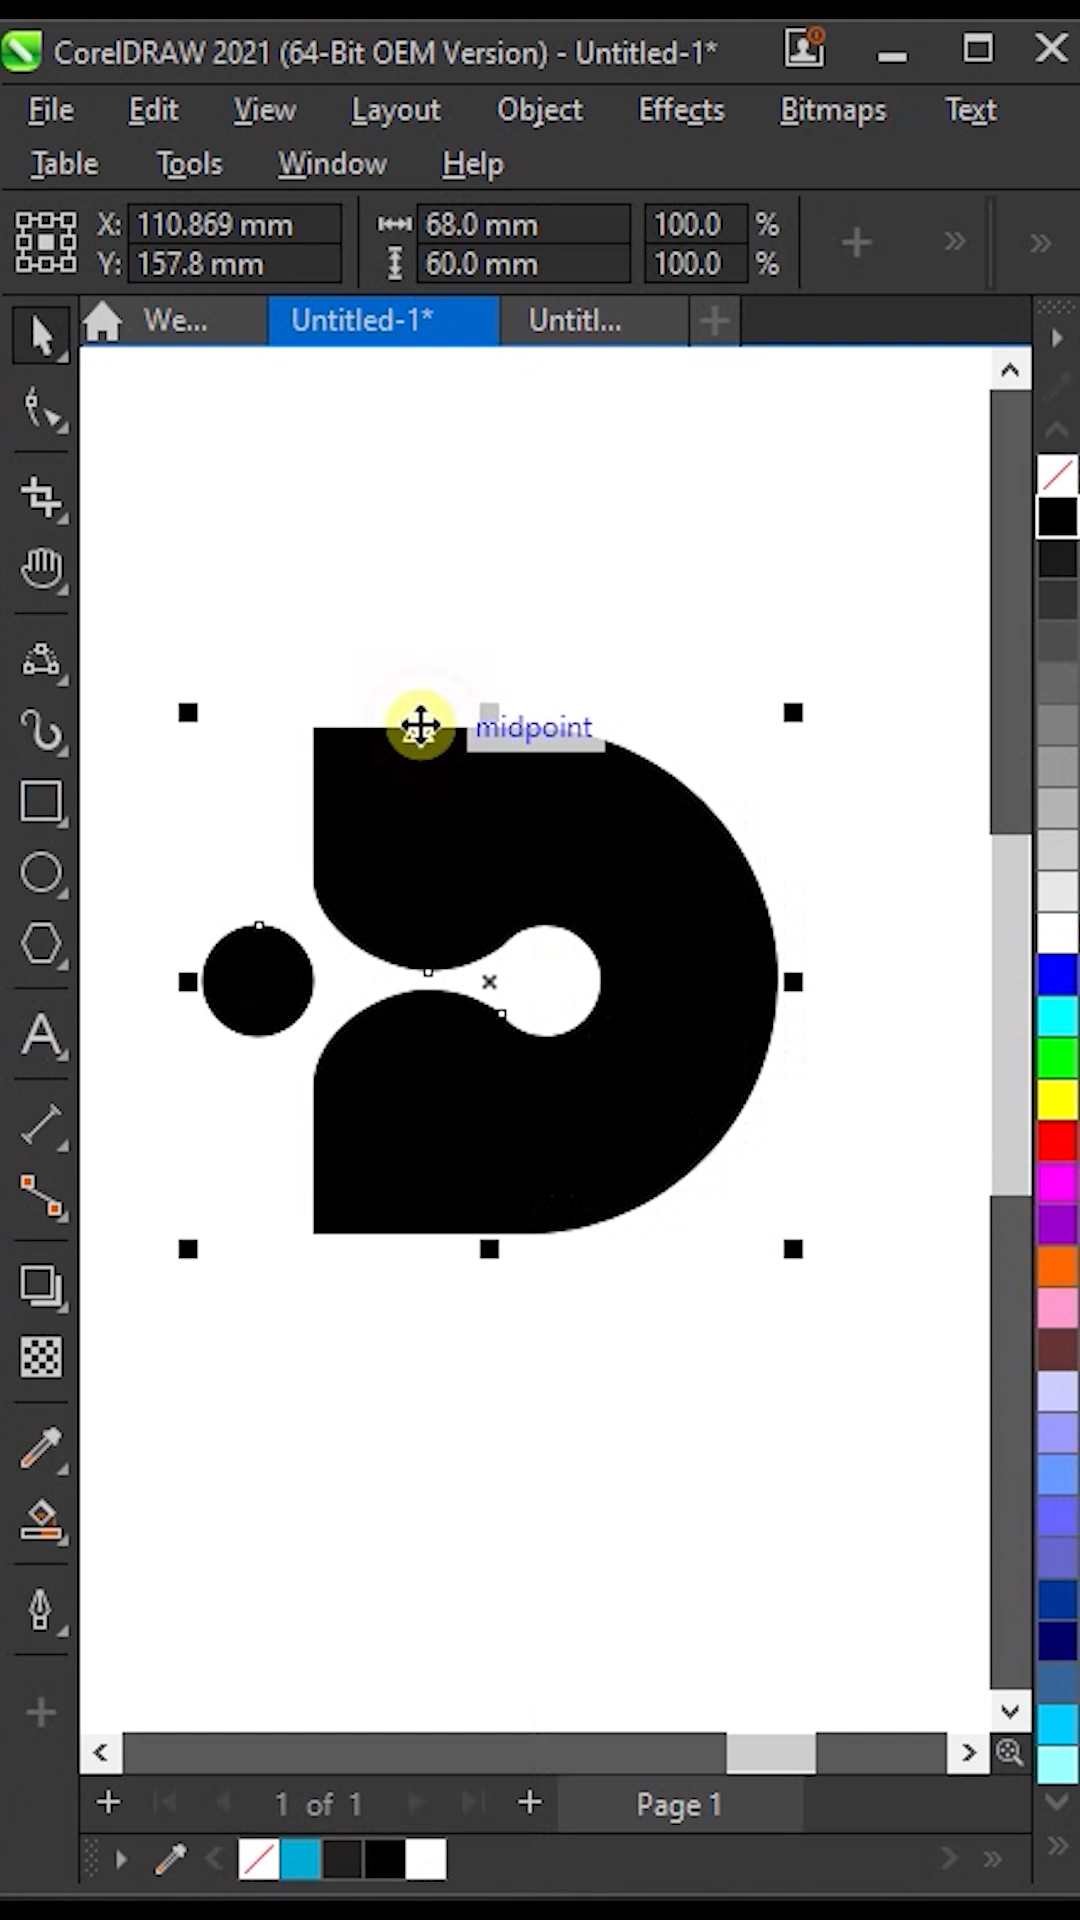 CorelDRAW 2021 (64-Bit OEM Version) - Untitled-1*
File Edit View Layout Object Effects Bitmaps Text
Table Tools Window Help
X: 110.869 mm 68.0 mm 100.0 %
Y: 157.8 mm 60.0 mm 100.0 %
We... Untitled-1* Untitl...
midpoint
1 of 1 Page 1